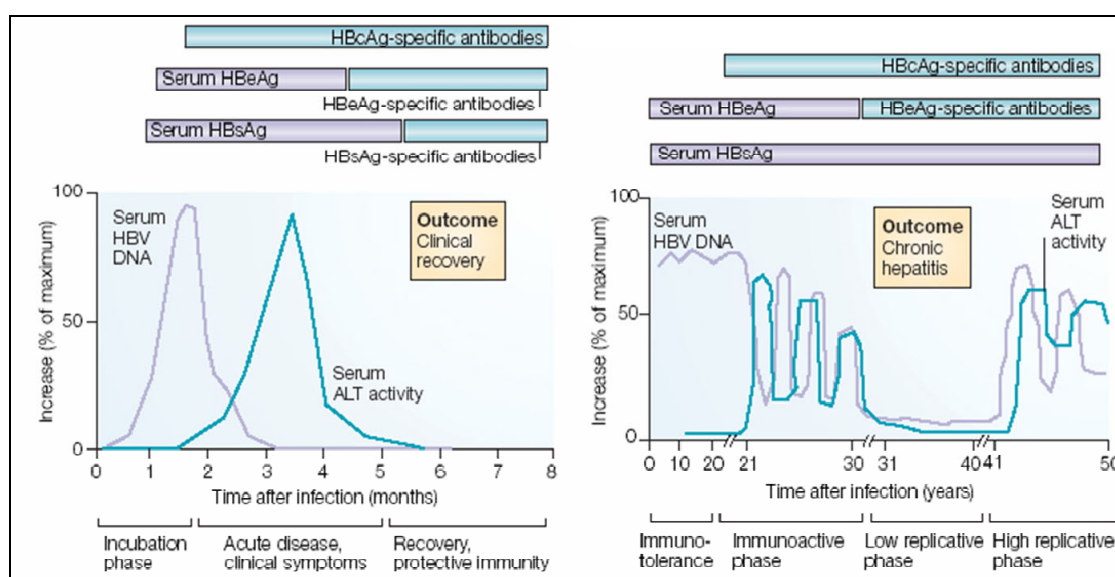 HBcAg-specific antibodies
Serum HBeAg
HBeAg-specific antibodies
Serum HBsAg
HBsAg-specific antibodies
100
50
0
Increase (% of maximum)
Serum
HBV
DNA
Outcome
Clinical
recovery
Serum
ALT activity
0 1 2 3 4 5 6 7 8
Time after infection (months)
Incubation
phase
Acute disease,
clinical symptoms
Recovery,
protective immunity
HBcAg-specific antibodies
Serum HBeAg
HBeAg-specific antibodies
Serum HBsAg
100
50
0
Increase (% of maximum)
Serum
HBV DNA
Outcome
Chronic
hepatitis
Serum
ALT
activity
0 10 20 21 30 31 40 41 50
Time after infection (years)
Immuno-
tolerance
Immunoactive
phase
Low replicative
phase
High replicative
phase